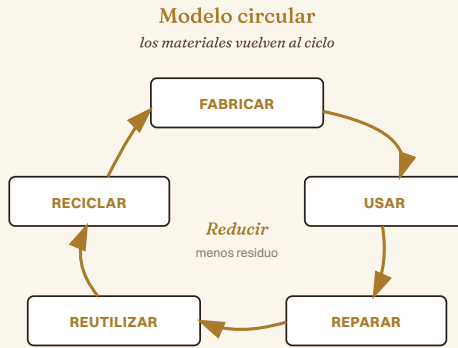 Modelo circular
los materiales vuelven al ciclo
FABRICAR
RECICLAR
USAR
Reducir
menos residuo
REUTILIZAR
REPARAR